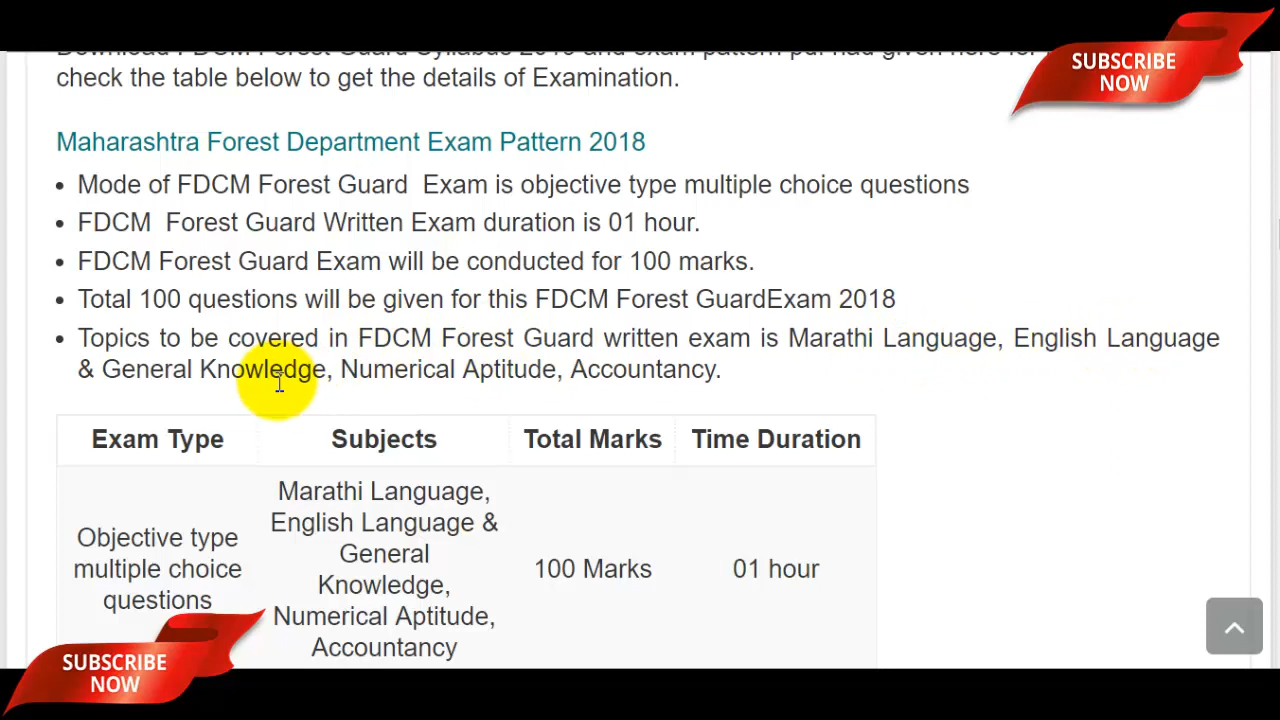 check the table below to get the details of Examination.
SUBSCRIBE
NOW
Maharashtra Forest Department Exam Pattern 2018
• Mode of FDCM Forest Guard Exam is objective type multiple choice questions
• FDCM Forest Guard Written Exam duration is 01 hour.
• FDCM Forest Guard Exam will be conducted for 100 marks.
• Total 100 questions will be given for this FDCM Forest GuardExam 2018
• Topics to be covered in FDCM Forest Guard written exam is Marathi Language, English Language
& General Knowledge, Numerical Aptitude, Accountancy.
Exam Type Subjects Total Marks Time Duration
Objective type
multiple choice
questions
Marathi Language,
English Language &
General
Knowledge,
Numerical Aptitude,
Accountancy
100 Marks
01 hour
SUBSCRIBE
NOW